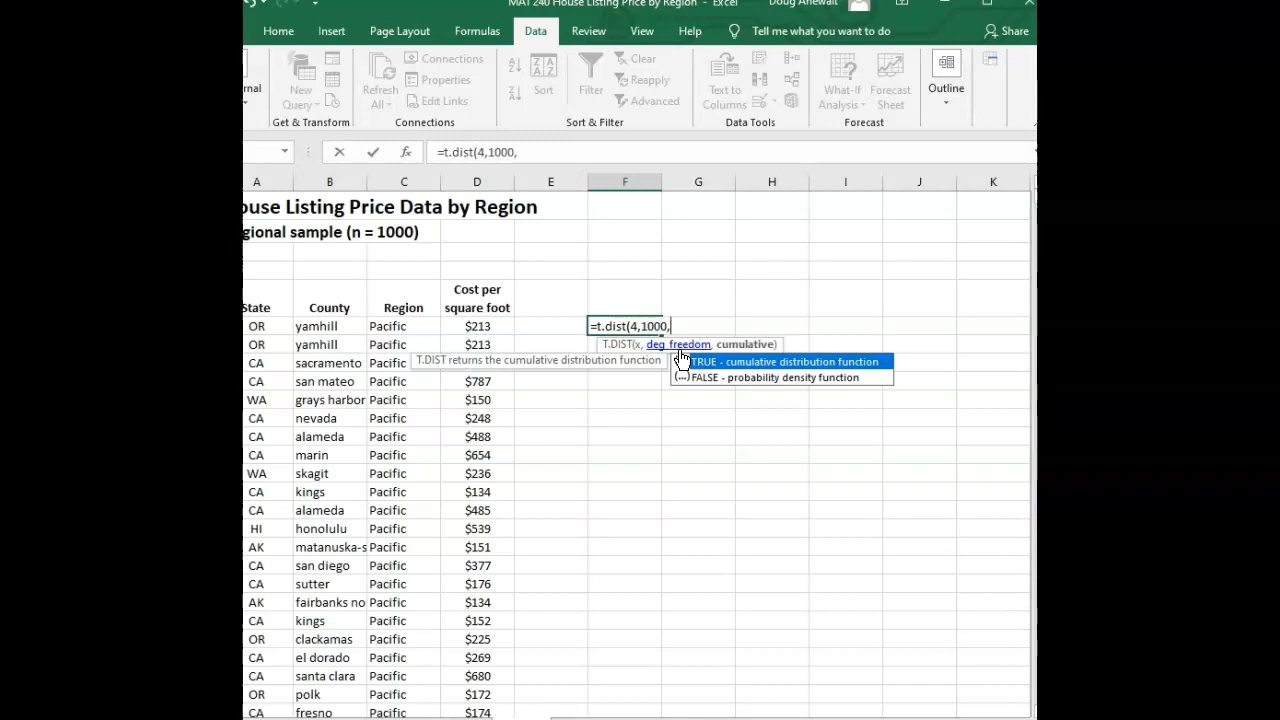 MAT 240 House Listing Price by Region - Excel
Doug Anewalt
Home Insert Page Layout Formulas Data Review View Help Tell me what you want to do Share
Connections Clear
Properties Reapply
Edit Links Advanced
New Query
Refresh All
Sort
Filter
Text to Columns
What-If Analysis
Forecast Sheet
Outline
Get & Transform Connections Sort & Filter Data Tools Forecast
fx =t.dist(4,1000,
A B C D E F G H I J K
ouse Listing Price Data by Region
gional sample (n = 1000)
Cost per
State County Region square foot
OR yamhill Pacific $213 =t.dist(4,1000,
OR yamhill Pacific $213 T.DIST(x, deg_freedom, cumulative)
CA sacramento Pacific T.DIST returns the cumulative distribution function TRUE - cumulative distribution function
CA san mateo Pacific $787 (...) FALSE - probability density function
WA grays harbor Pacific $150
CA nevada Pacific $248
CA alameda Pacific $488
CA marin Pacific $654
WA skagit Pacific $236
CA kings Pacific $134
CA alameda Pacific $485
HI honolulu Pacific $539
AK matanuska-s Pacific $151
CA san diego Pacific $377
CA sutter Pacific $176
AK fairbanks no Pacific $134
CA kings Pacific $152
OR clackamas Pacific $225
CA el dorado Pacific $269
CA santa clara Pacific $680
OR polk Pacific $172
CA fresno Pacific $174